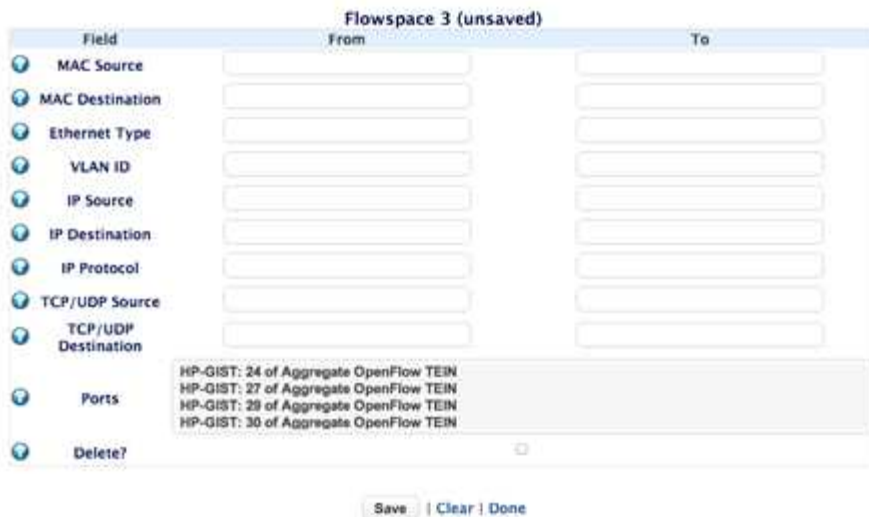 Flowspace 3 (unsaved)
Field From To
MAC Source
MAC Destination
Ethernet Type
VLAN ID
IP Source
IP Destination
IP Protocol
TCP/UDP Source
TCP/UDP
Destination
Ports
HP-GIST: 24 of Aggregate OpenFlow TEIN
HP-GIST: 27 of Aggregate OpenFlow TEIN
HP-GIST: 29 of Aggregate OpenFlow TEIN
HP-GIST: 30 of Aggregate OpenFlow TEIN
Delete?
Save | Clear | Done